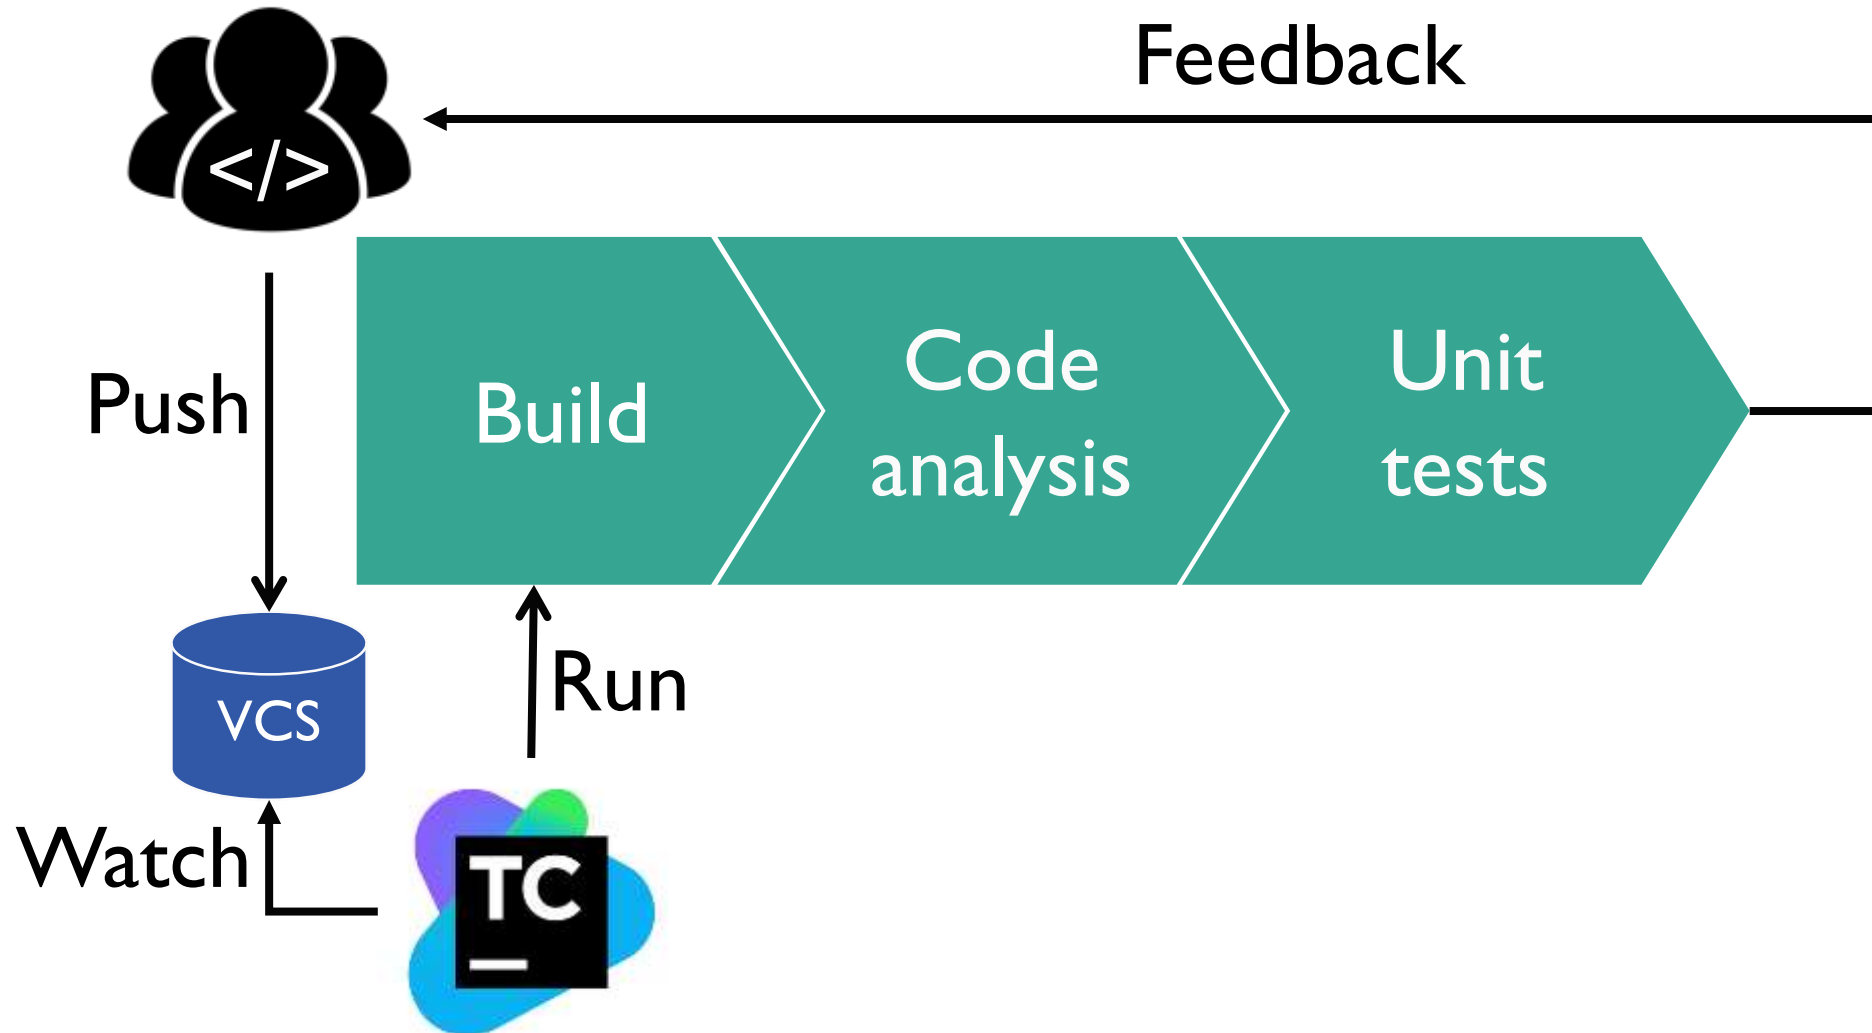 Feedback
</>
Push
Build
Code
analysis
Unit
tests
Run
VCS
Watch
TC